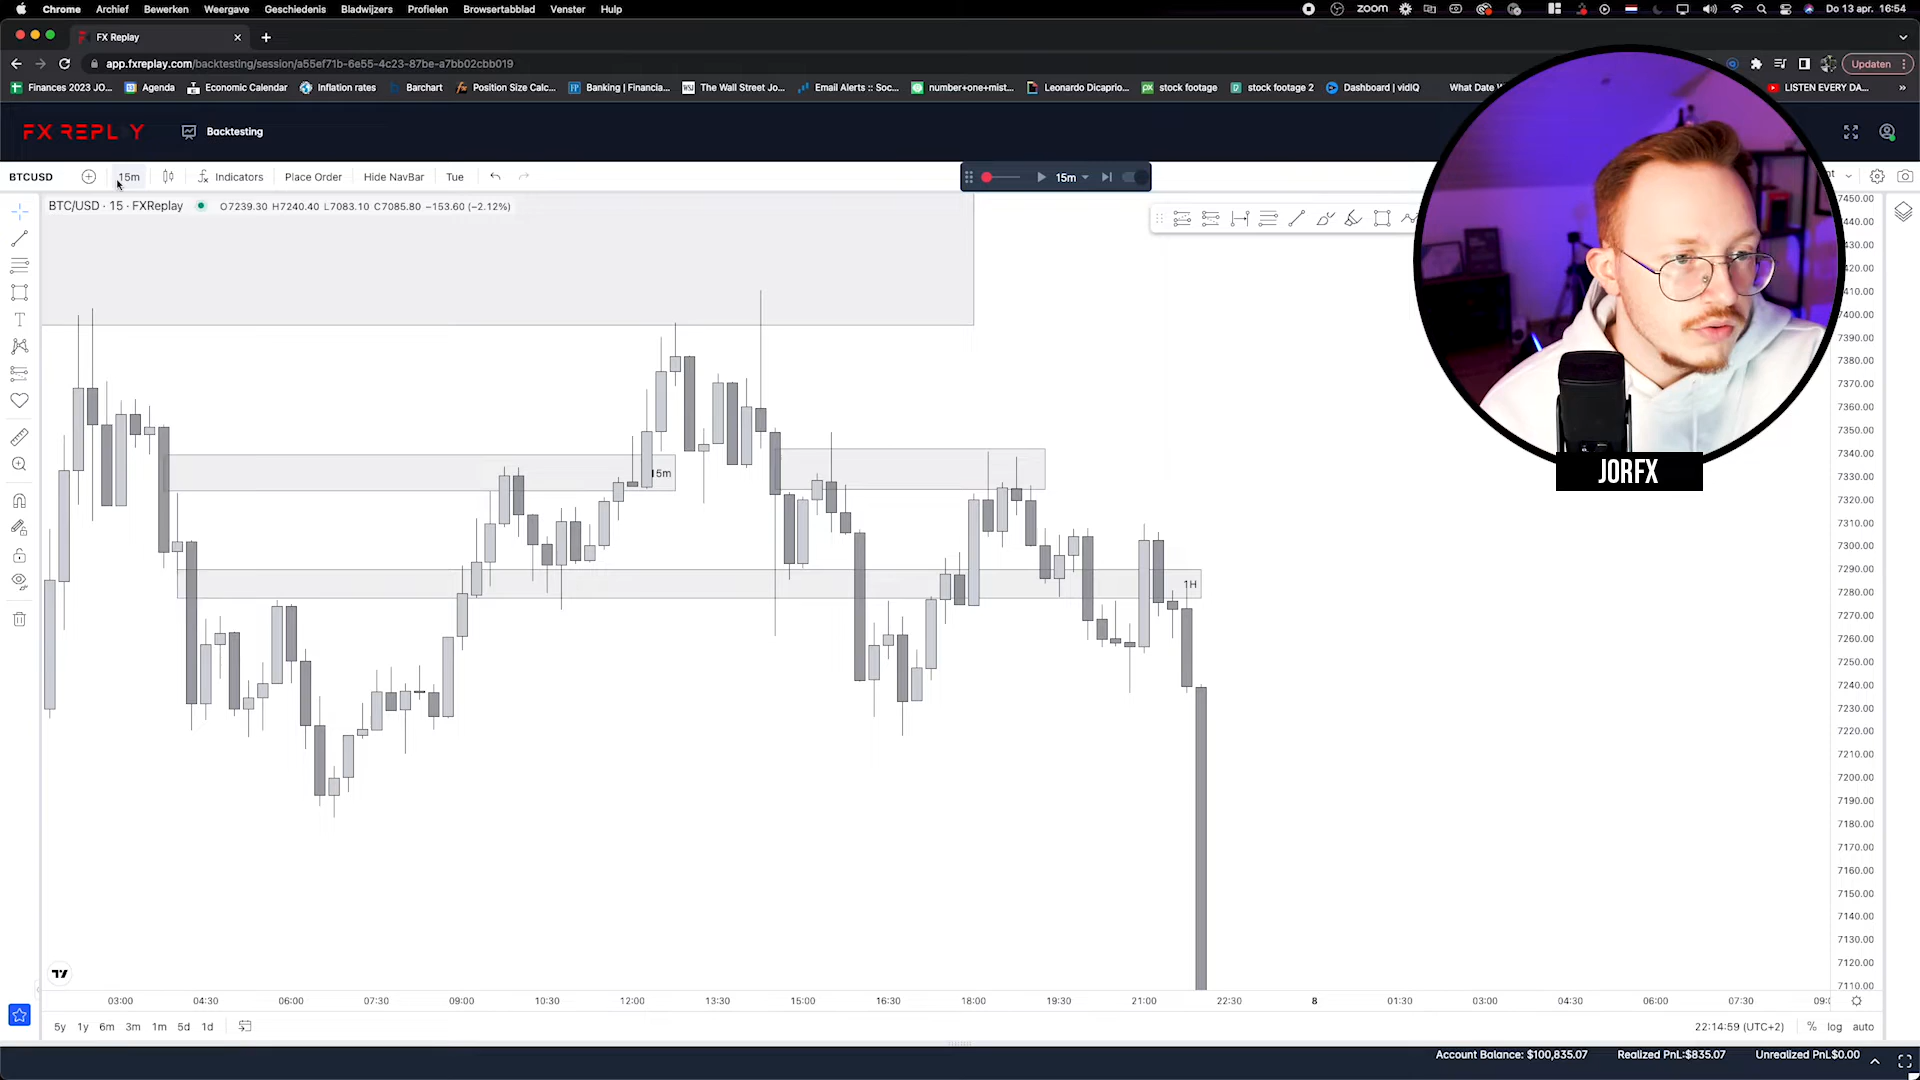 Chrome Archief Bewerken Weergave Geschiedenis Bladwijzers Profielen Browsertabblad Venster Hulp zoom Do 13 apr. 16:54
FX Replay
app.fxreplay.com/backtesting/session/a55ef71b-6e55-4c23-87be-a7bb02cbb019 Updaten
Finances 2023 JO... Agenda Economic Calendar Inflation rates Barchart Position Size Calc... Banking | Financia... The Wall Street Jo... Email Alerts :: Soc... number+one+mist... Leonardo Dicaprio... stock footage stock footage 2 Dashboard | vidIQ What Date LISTEN EVERY DA...
FX REPLAY Backtesting
BTCUSD 15m Indicators Place Order Hide NavBar Tue 15m
BTC/USD · 15 · FXReplay O7239.30 H7240.40 L7083.10 C7085.80 −153.60 (−2.12%)
7450.00
7440.00
7430.00
7420.00
7410.00
7400.00
7390.00
7380.00
7370.00
7360.00
7350.00
7340.00
7330.00
7320.00
7310.00
7300.00
7290.00
7280.00
7270.00
7260.00
7250.00
7240.00
7230.00
7220.00
7210.00
7200.00
7190.00
7180.00
7170.00
7160.00
7150.00
7140.00
7130.00
7120.00
7110.00
15m
1H
JORFX
03:00 04:30 06:00 07:30 09:00 10:30 12:00 13:30 15:00 16:30 18:00 19:30 21:00 22:30 8 01:30 03:00 04:30 06:00 07:30
5y 1y 6m 3m 1m 5d 1d 22:14:59 (UTC+2) % log auto
Account Balance: $100,835.07 Realized PnL:$835.07 Unrealized PnL$0.00